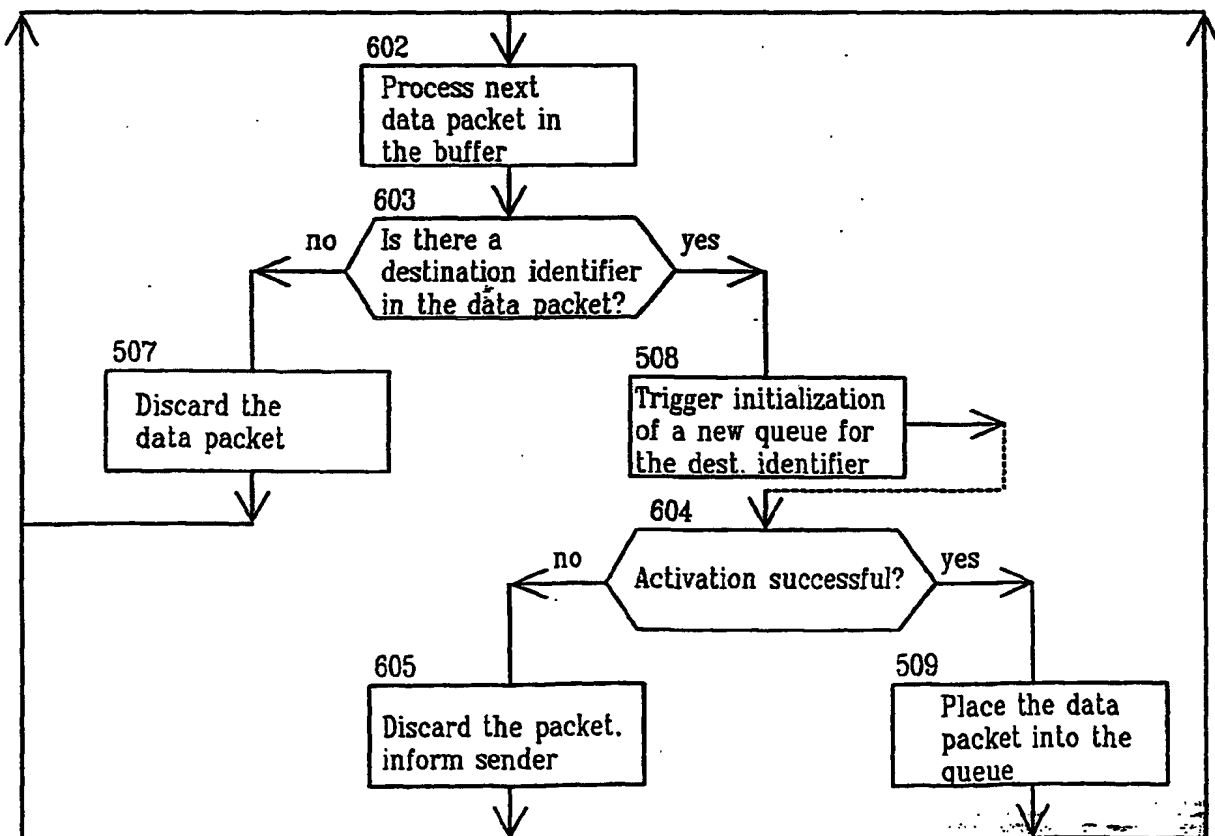 602
Process next
data packet in
the buffer
603
no
Is there a
yes
destination identifier
in the data packet?
507
Discard the
data packet
508
Trigger initialization
of a new queue for
the dest. identifier
604
no
Activation successful?
yes
605
Discard the packet.
inform sender
509
Place the data
packet into the
queue